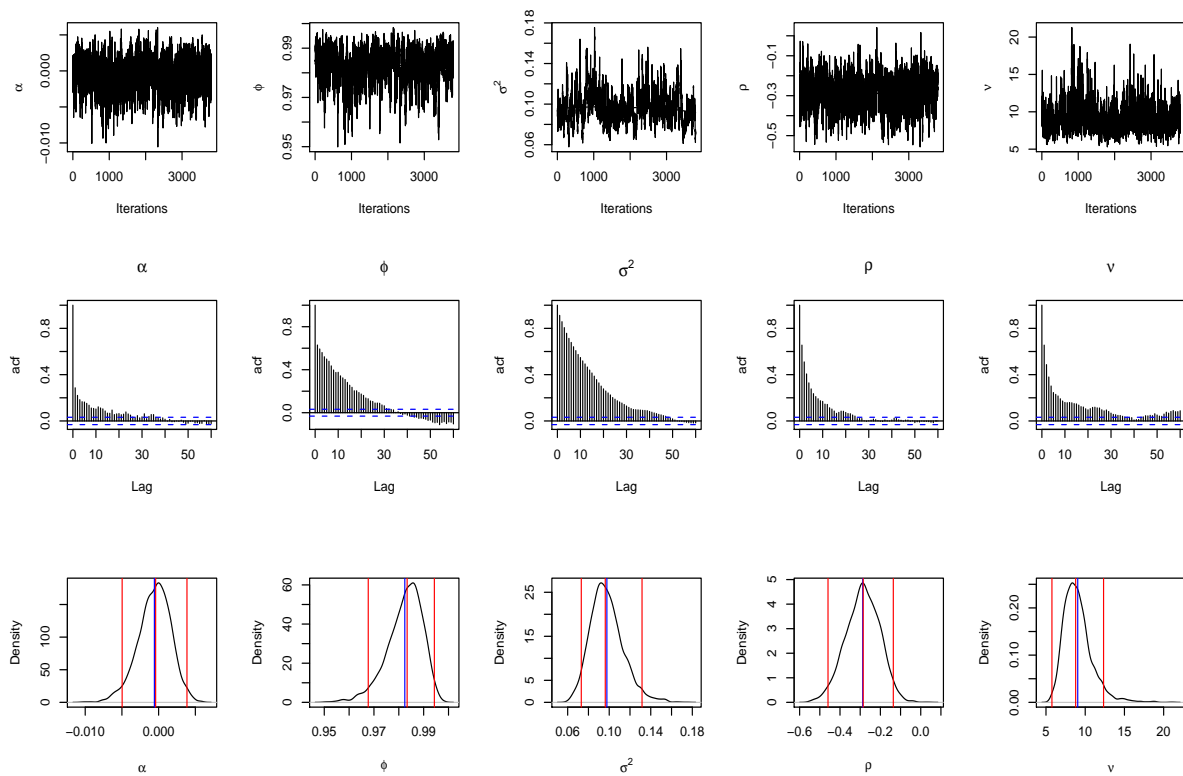 α
−0.010 0.000
0 1000 3000
Iterations
ϕ
0.95 0.97 0.99
0 1000 3000
Iterations
σ²
0.06 0.10 0.14 0.18
0 1000 3000
Iterations
ρ
−0.5 −0.3 −0.1
0 1000 3000
Iterations
ν
5 10 15 20
0 1000 3000
Iterations
α
acf
0.0 0.4 0.8
0 10 30 50
Lag
ϕ
acf
0.0 0.4 0.8
0 10 30 50
Lag
σ²
acf
0.0 0.4 0.8
0 10 30 50
Lag
ρ
acf
0.0 0.4 0.8
0 10 30 50
Lag
ν
acf
0.0 0.4 0.8
0 10 30 50
Lag
Density
0 50 150
−0.010 0.000
α
Density
0 10 20 40 60
0.95 0.97 0.99
ϕ
Density
0 5 15 25
0.06 0.10 0.14 0.18
σ²
Density
0 1 2 3 4 5
−0.6 −0.4 −0.2 0.0
ρ
Density
0.00 0.10 0.20
5 10 15 20
ν